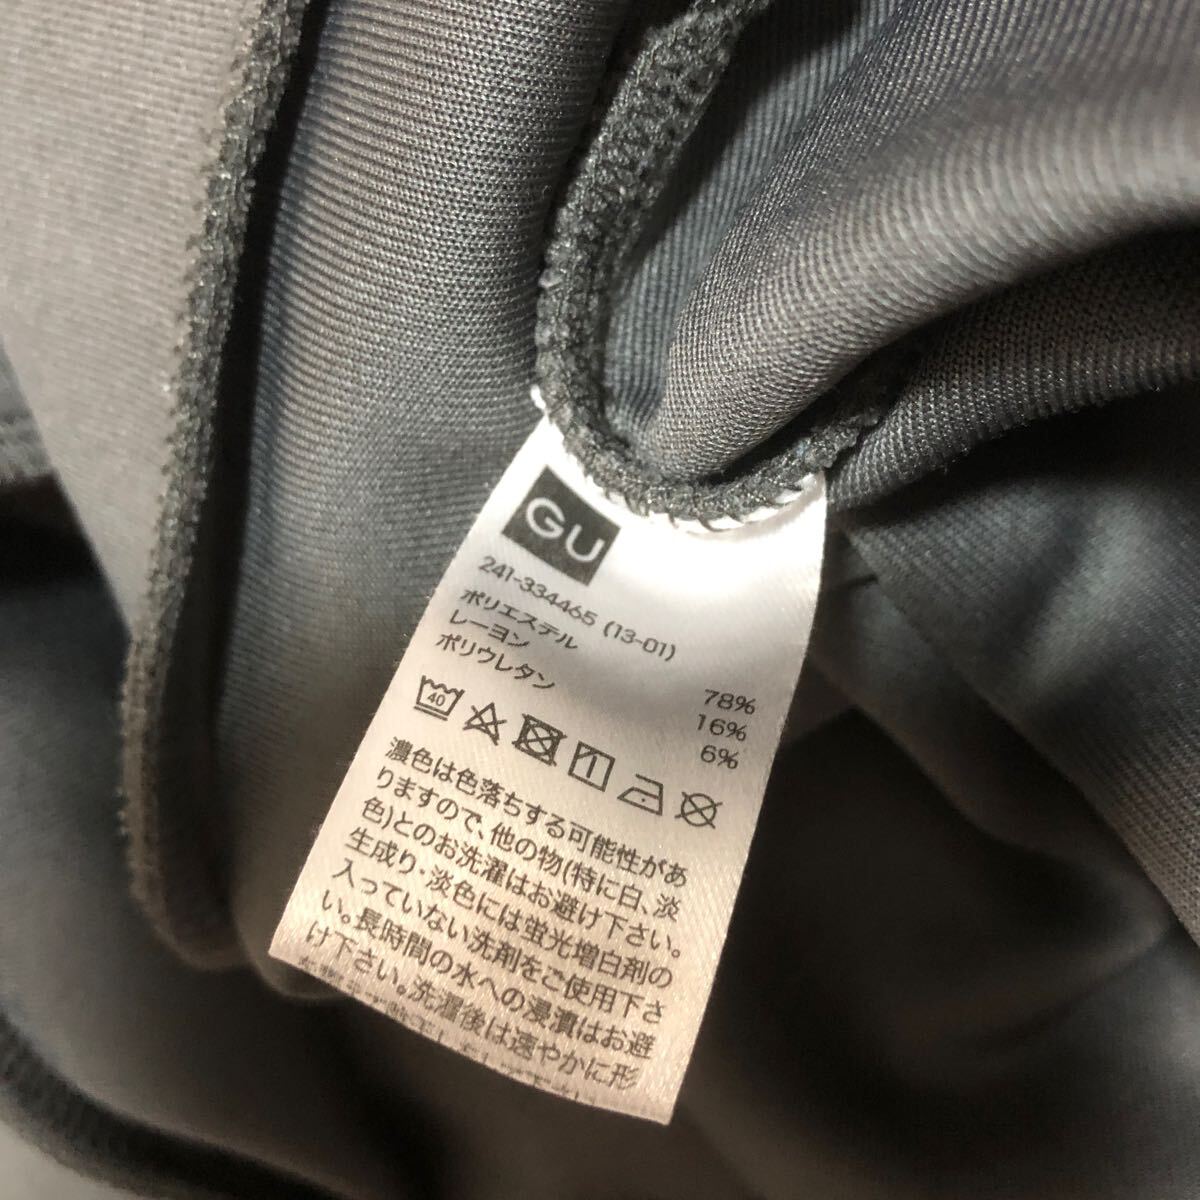 GU
241-334465 (13-01)
ポリエステル 78%
レーヨン 16%
ポリウレタン 6%
40
濃色は色落ちする可能性があ
りますので、他の物(特に白、淡
色)とのお洗濯はお避け下さい。
生成り・淡色には蛍光増白剤の
入っていない洗剤をご使用下さ
い。長時間の水への浸漬はお避
け下さい。洗濯後は速やかに形